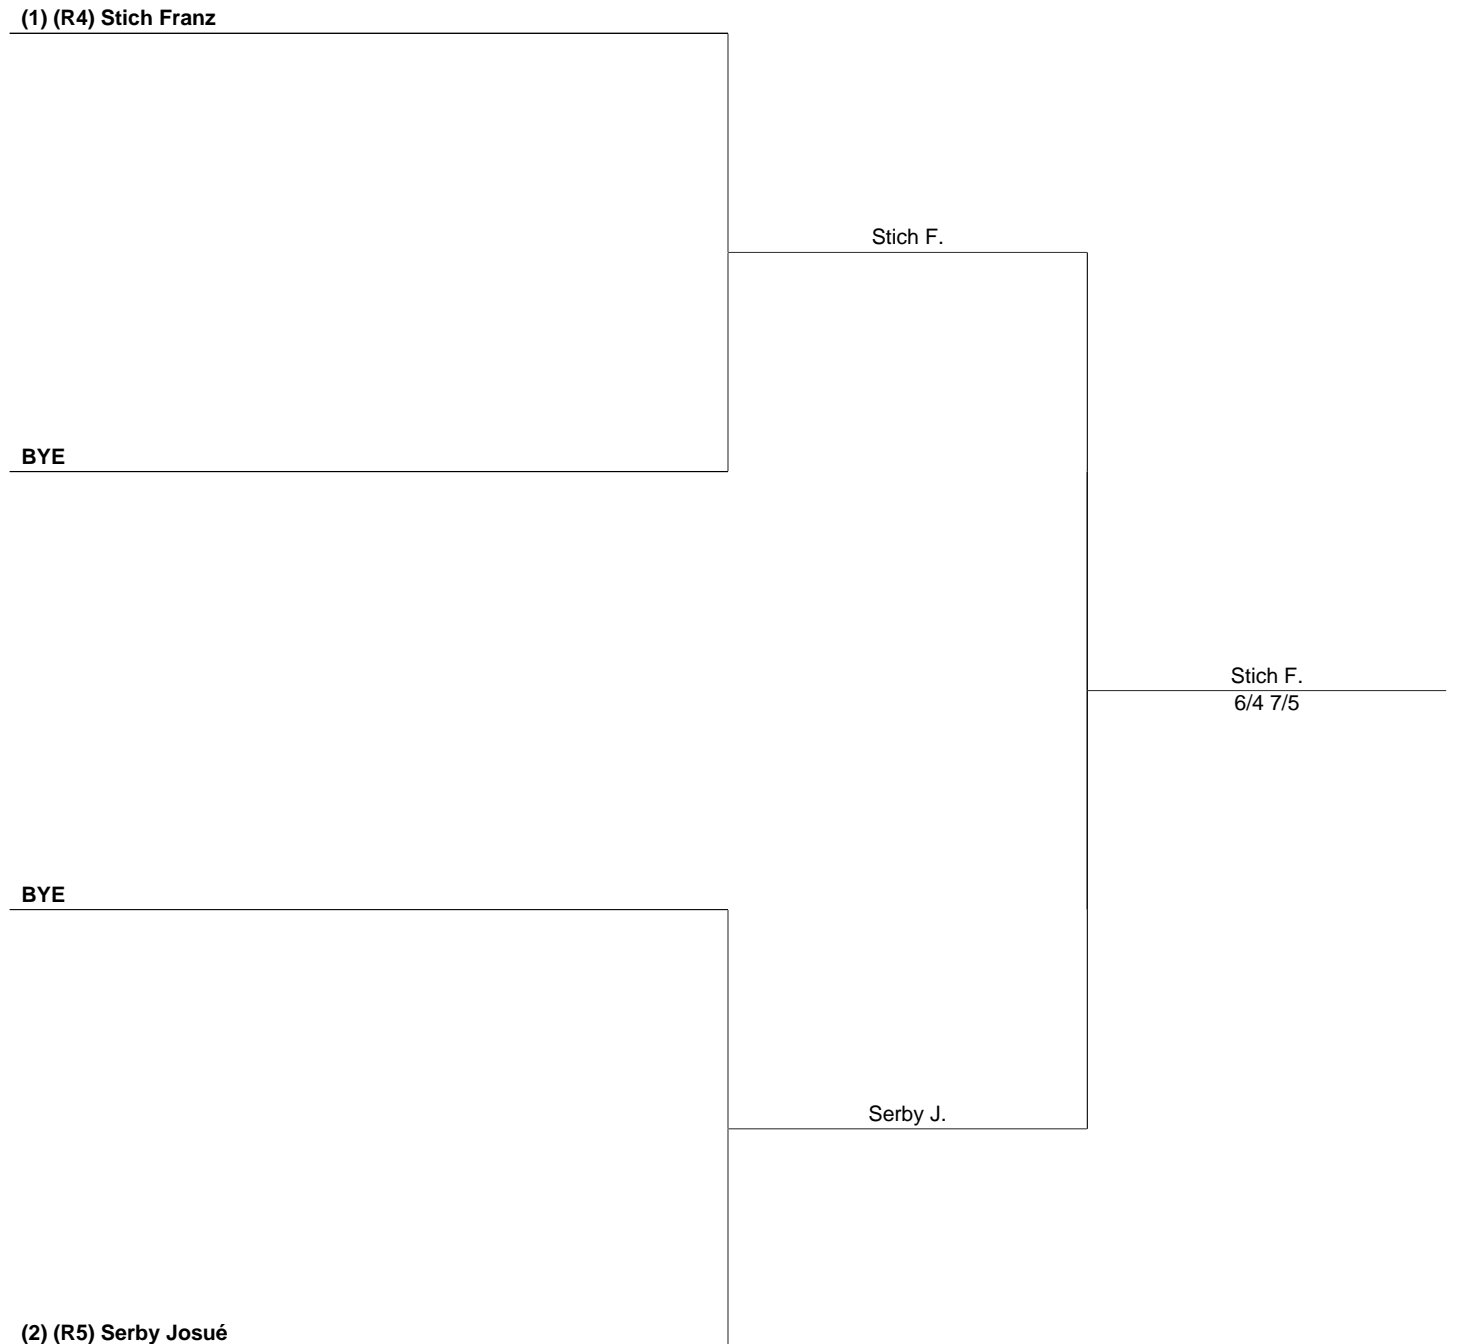 (1) (R4) Stich Franz
Stich F.
BYE
Stich F.
6/4 7/5
BYE
Serby J.
(2) (R5) Serby Josué